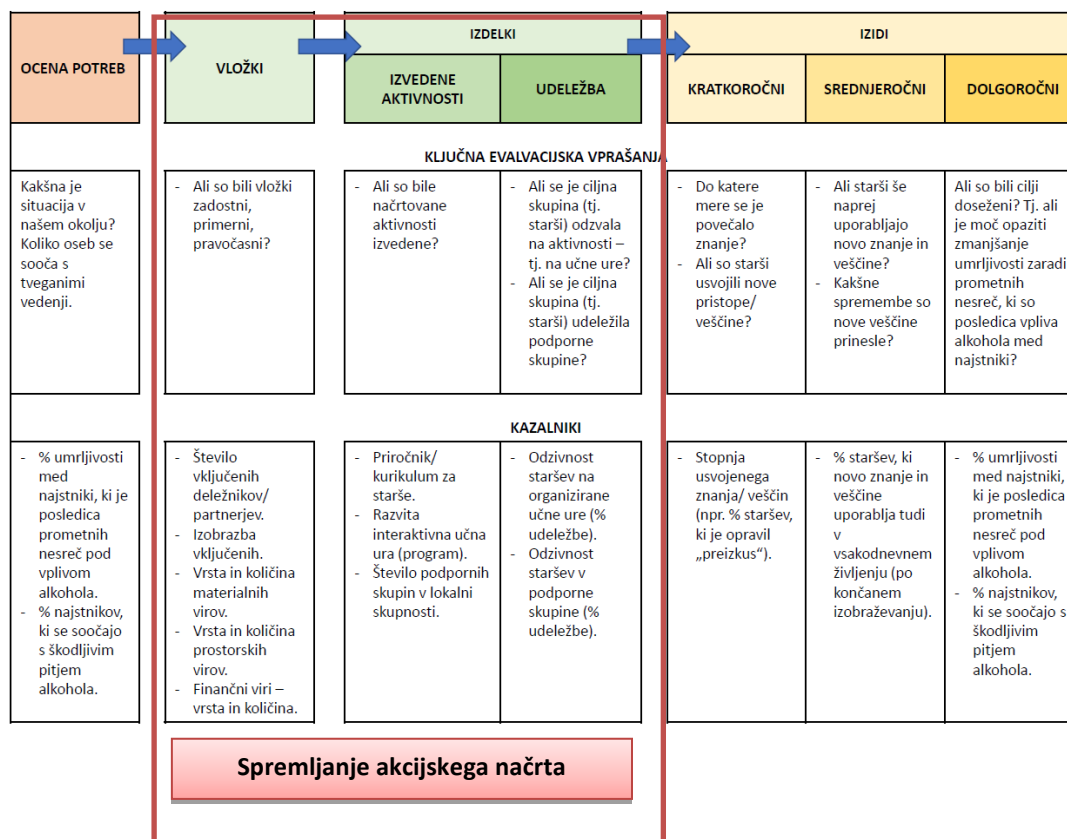 OCENA POTREB
VLOŽKI
IZDELKI
IZVEDENE
AKTIVNOSTI
UDELEŽBA
IZIDI
KRATKOROČNI
SREDNJEROČNI
DOLGOROČNI
KLJUČNA EVALVACIJSKA VPRAŠANJA
Kakšna je
situacija v
našem okolju?
Koliko oseb se
sooča s
tveganimi
vedenji.
- Ali so bili vložki
zadostni,
primerni,
pravočasni?
- Ali so bile
načrtovane
aktivnosti
izvedene?
- Ali se je ciljna
skupina (tj.
starši) odzvala
na aktivnosti –
tj. na učne ure?
- Ali se je ciljna
skupina (tj.
starši) udeležila
podporne
skupine?
- Do katere
mere se je
povečalo
znanje?
- Ali so starši
usvojili nove
pristope/
veščine?
- Ali starši še
naprej
uporabljajo
novo znanje in
veščine?
- Kakšne
spremembe so
nove veščine
prinesle?
Ali so bili cilji
doseženi? Tj. ali
je moč opaziti
zmanjšanje
umrljivosti zaradi
prometnih
nesreč, ki so
posledica vpliva
alkohola med
najstniki?
KAZALNIKI
- % umrljivosti
med
najstniki, ki je
posledica
prometnih
nesreč pod
vplivom
alkohola.
- % najstnikov,
ki se soočajo
s škodljivim
pitjem
alkohola.
- Število
vključenih
deležnikov/
partnerjev.
- Izobrazba
vključenih.
- Vrsta in količina
materialnih
virov.
- Vrsta in količina
prostorskih
virov.
- Finančni viri –
vrsta in količina.
- Priročnik/
kurikulum za
starše.
- Razvita
interaktivna učna
ura (program).
- Število podpornih
skupin v lokalni
skupnosti.
- Odzivnost
staršev na
organizirane
učne ure (%
udeležbe).
- Odzivnost
staršev v
podporne
skupine (%
udeležbe).
- Stopnja
usvojenega
znanja/ veščin
(npr. % staršev,
ki je opravil
„preizkus“).
- % staršev, ki
novo znanje in
veščine
uporablja tudi
v
vsakodnevnem
življenju (po
končanem
izobraževanju).
- % umrljivosti
med najstniki,
ki je posledica
prometnih
nesreč pod
vplivom
alkohola.
- % najstnikov,
ki se soočajo s
škodljivim
pitjem
alkohola.
Spremljanje akcijskega načrta